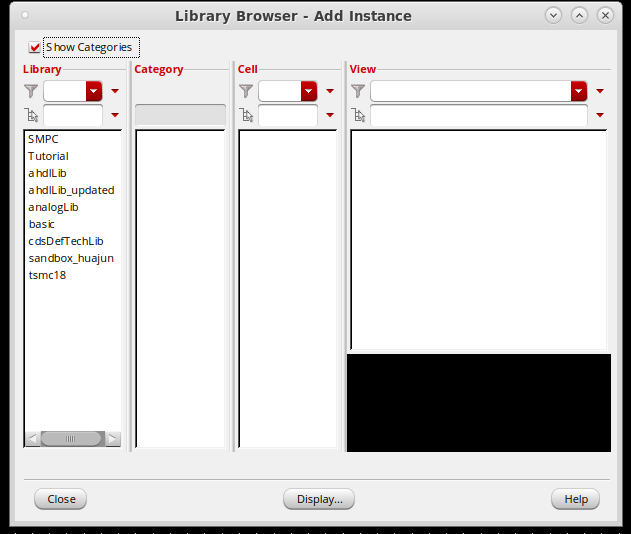 Library Browser - Add Instance
Show Categories
Library
Category
Cell
View
SMPC
Tutorial
ahdlLib
ahdlLib_updated
analogLib
basic
cdsDefTechLib
sandbox_huajun
tsmc18
Close
Display...
Help